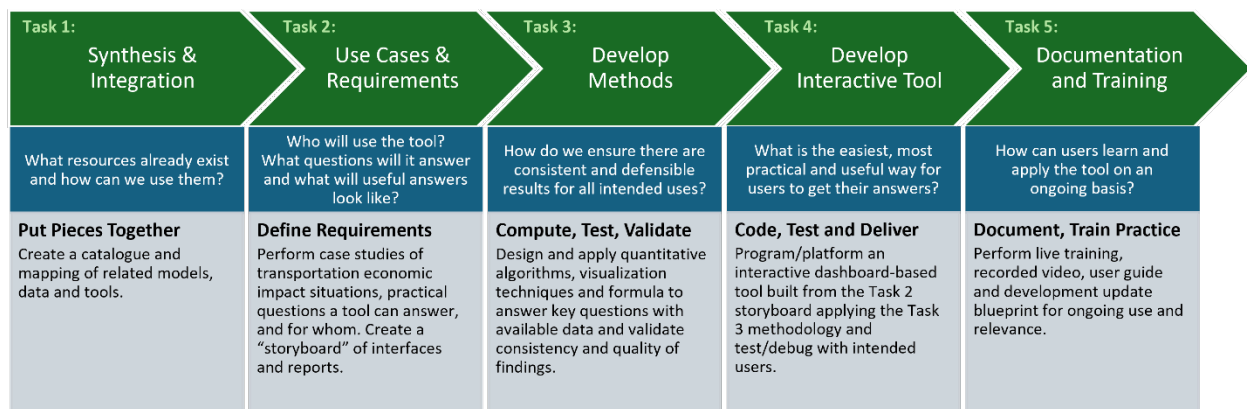 Task 1:
Synthesis &
Integration
What resources already exist
and how can we use them?
Put Pieces Together
Create a catalogue and
mapping of related models,
data and tools.
Task 2:
Use Cases &
Requirements
Who will use the tool?
What questions will it answer
and what will useful answers
look like?
Define Requirements
Perform case studies of
transportation economic
impact situations, practical
questions a tool can answer,
and for whom. Create a
“storyboard” of interfaces
and reports.
Task 3:
Develop
Methods
How do we ensure there are
consistent and defensible
results for all intended uses?
Compute, Test, Validate
Design and apply quantitative
algorithms, visualization
techniques and formula to
answer key questions with
available data and validate
consistency and quality of
findings.
Task 4:
Develop
Interactive Tool
What is the easiest, most
practical and useful way for
users to get their answers?
Code, Test and Deliver
Program/platform an
interactive dashboard-based
tool built from the Task 2
storyboard applying the Task
3 methodology and
test/debug with intended
users.
Task 5:
Documentation
and Training
How can users learn and
apply the tool on an
ongoing basis?
Document, Train Practice
Perform live training,
recorded video, user guide
and development update
blueprint for ongoing use and
relevance.